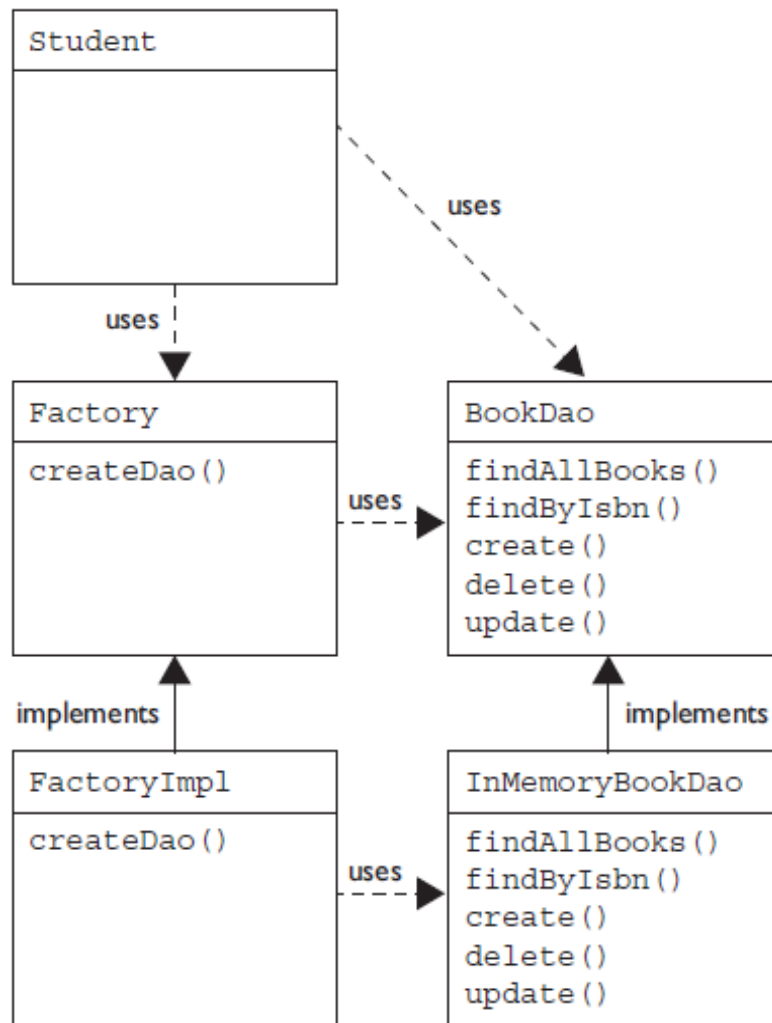 Student
uses
uses
Factory
createDao()
uses
BookDao
findAllBooks()
findByIsbn()
create()
delete()
update()
implements
implements
FactoryImpl
createDao()
uses
InMemoryBookDao
findAllBooks()
findByIsbn()
create()
delete()
update()